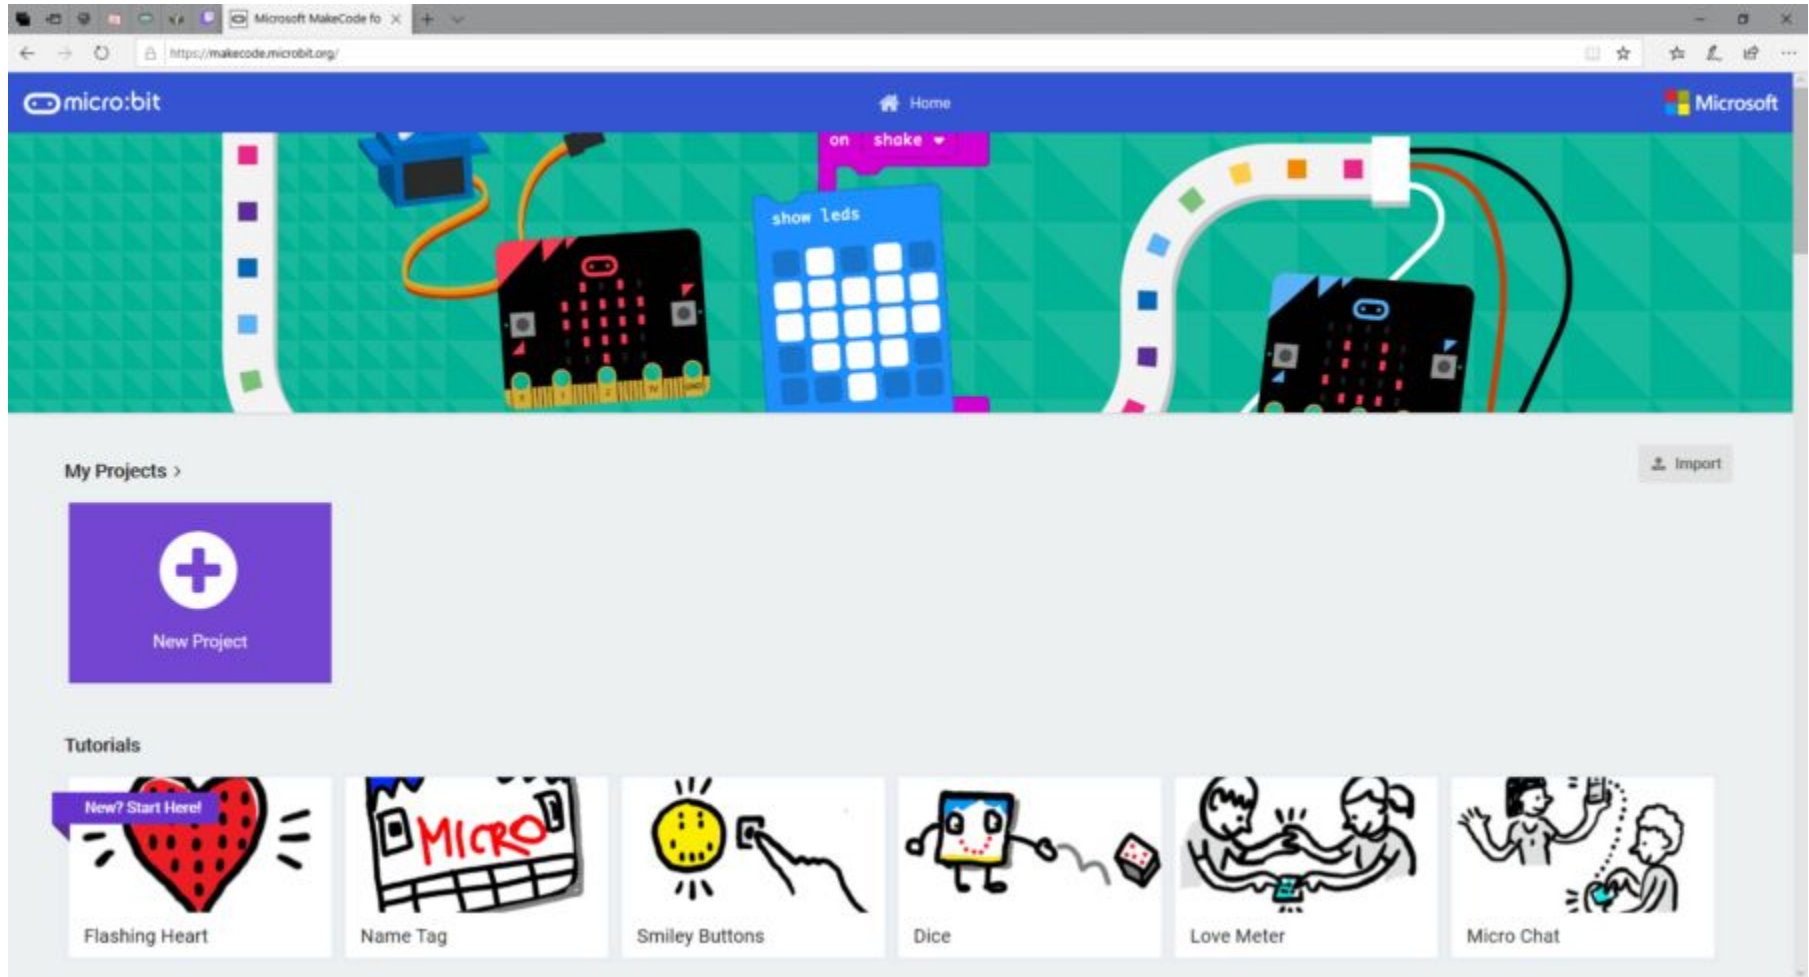 Microsoft MakeCode fo
https://makecode.microbit.org/
micro:bit
Home
Microsoft
on shake
show leds
My Projects >
Import
New Project
Tutorials
New? Start Here!
MICRO
Flashing Heart
Name Tag
Smiley Buttons
Dice
Love Meter
Micro Chat